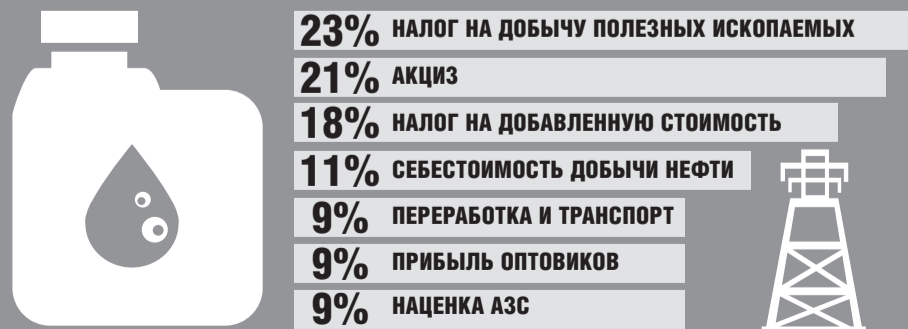 23% НАЛОГ НА ДОБЫЧУ ПОЛЕЗНЫХ ИСКОПАЕМЫХ
21% АКЦИЗ
18% НАЛОГ НА ДОБАВЛЕННУЮ СТОИМОСТЬ
11% СЕБЕСТОИМОСТЬ ДОБЫЧИ НЕФТИ
9% ПЕРЕРАБОТКА И ТРАНСПОРТ
9% ПРИБЫЛЬ ОПТОВИКОВ
9% НАЦЕНКА АЗС